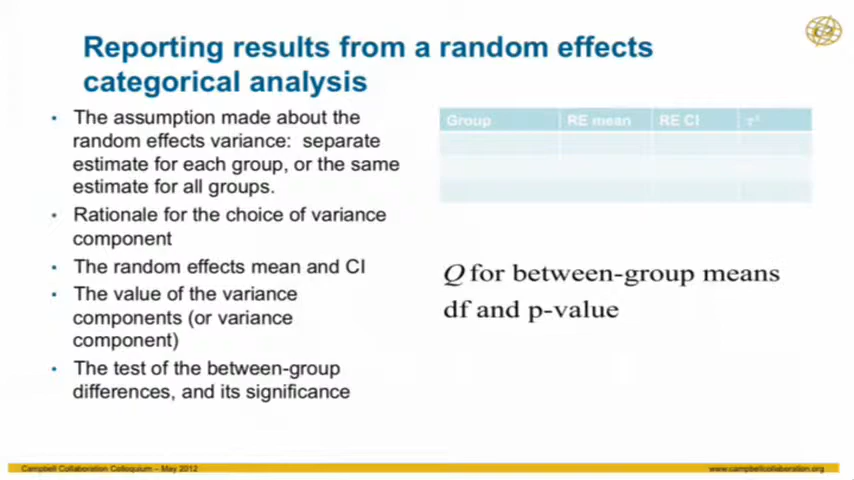 Reporting results from a random effects
categorical analysis
• The assumption made about the
random effects variance: separate
estimate for each group, or the same
estimate for all groups.
• Rationale for the choice of variance
component
• The random effects mean and CI
• The value of the variance
components (or variance
component)
• The test of the between-group
differences, and its significance
Group RE mean RE CI τ²
Q for between-group means
df and p-value
Campbell Collaboration Colloquium – May 2012
www.campbellcollaboration.org